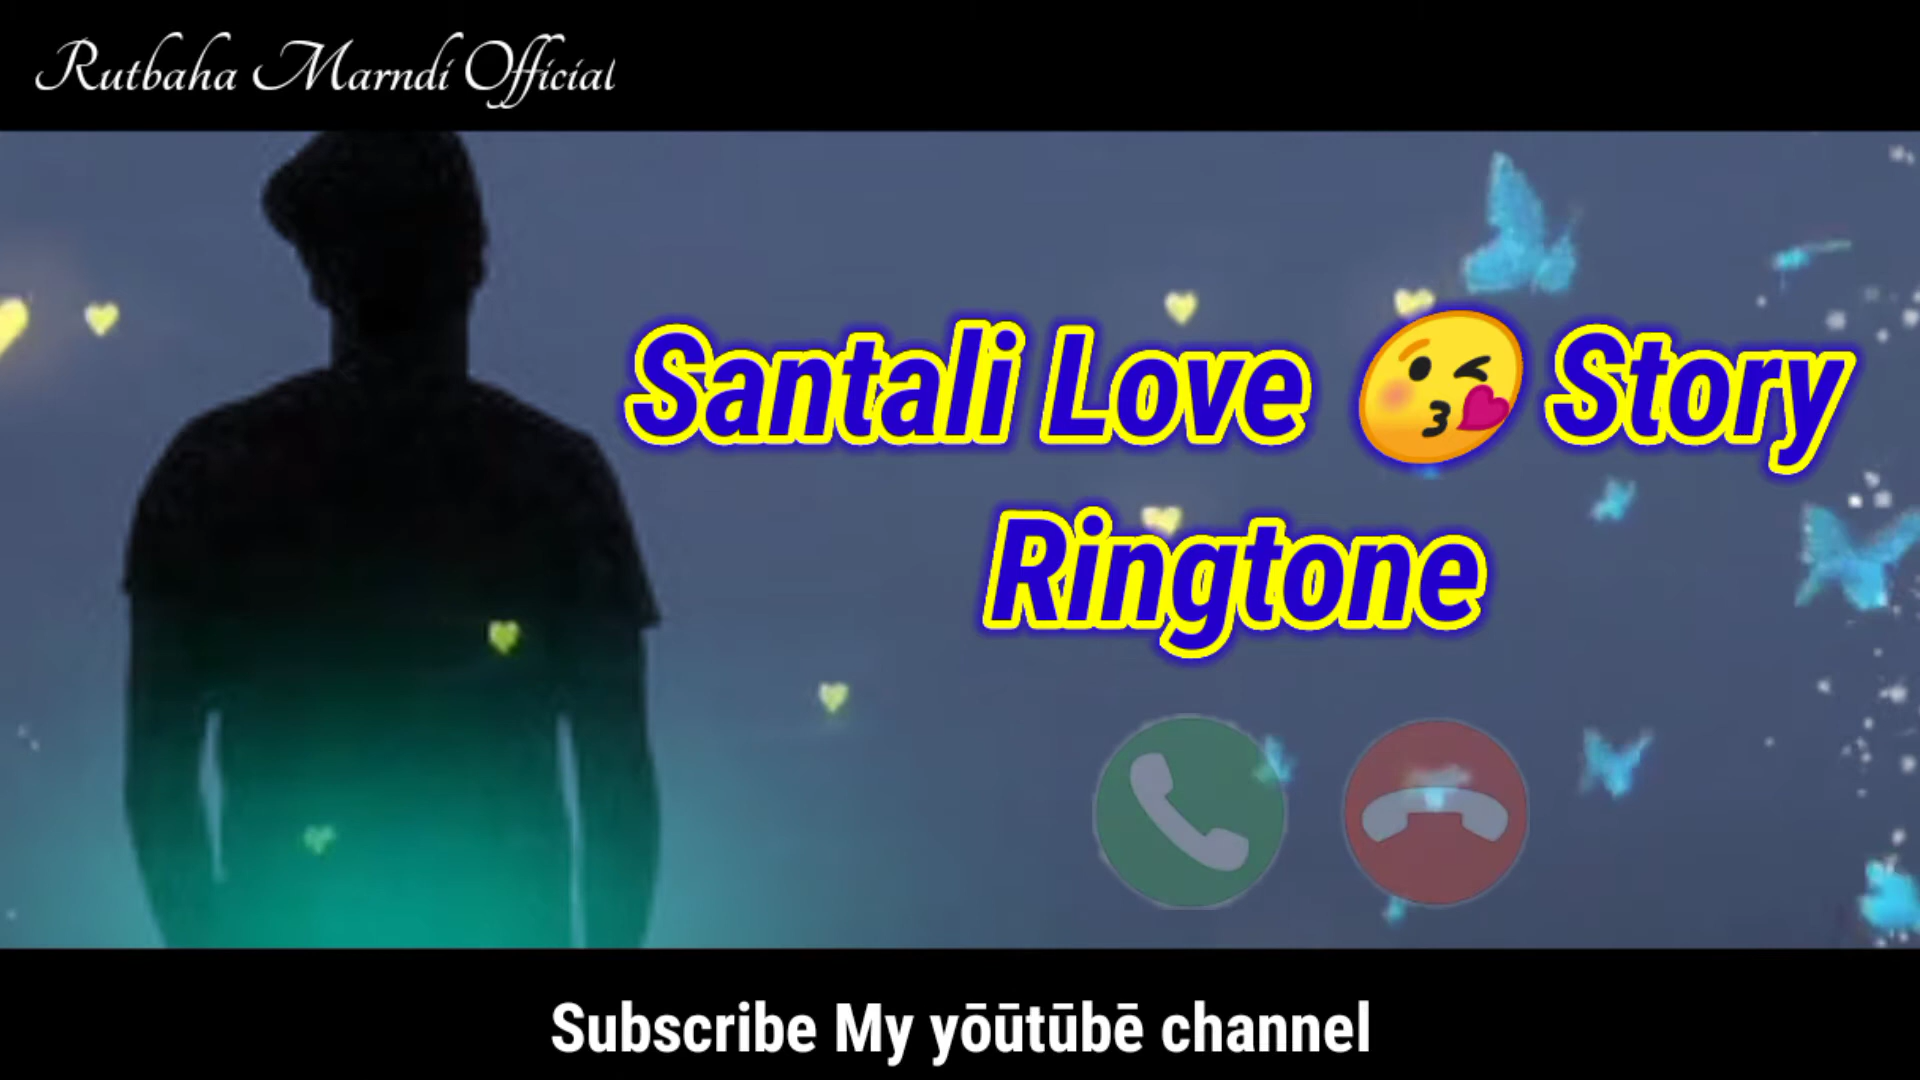 Rutbaha Marndi Official
Santali Love 😘 Story
Ringtone
Subscribe My yōūtūbē channel